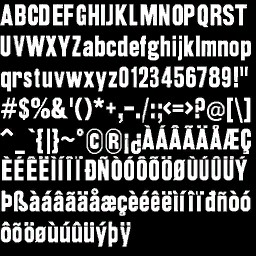 ABCDEFGHIJKLMNOPQRST
UVWXYZabcdefghijklmnop
qrstuvwxyz0123456789!"
#$%&'()*+,-./:;<=>?@[\]
^_`{|}~°©®¡¿ÀÁÂÃÄÅÆÇ
ÈÉÊËÌÍÎÏÐÑÒÓÔÕÖØÙÚÛÜÝ
Þßàáâãäåæçèéêëìíîïðñòó
ôõöøùúûüýþÿ